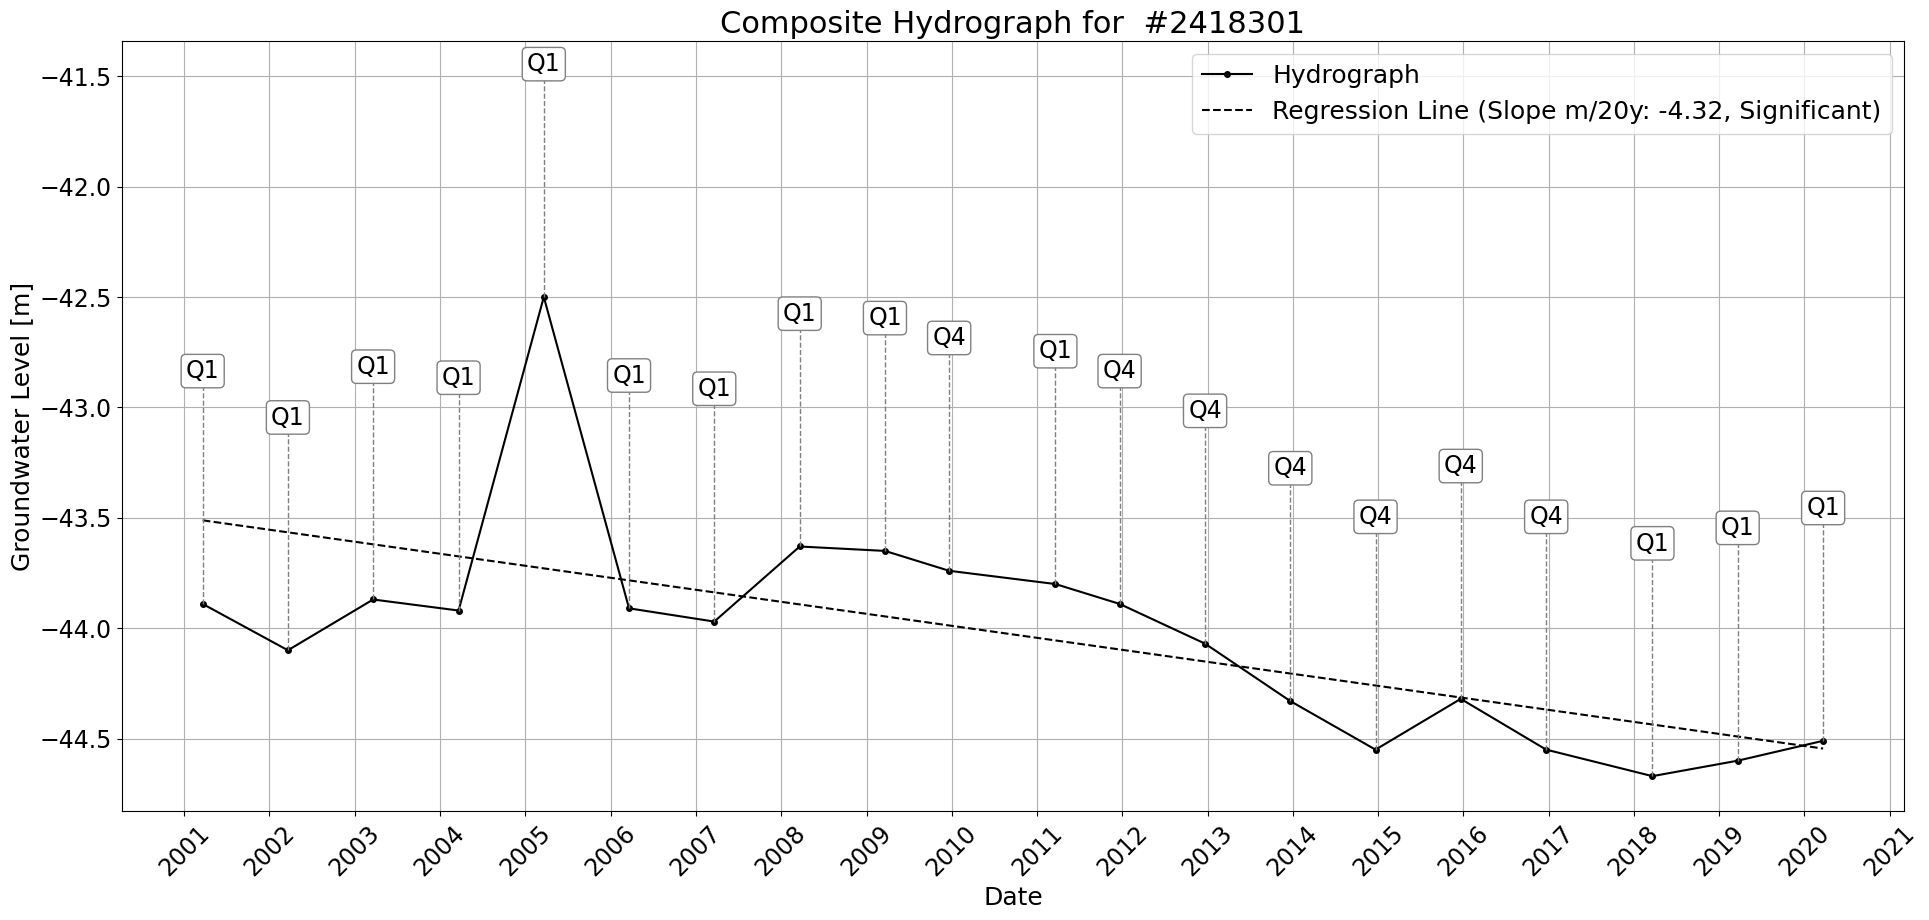 Composite Hydrograph for  #2418301
Hydrograph
Regression Line (Slope m/20y: -4.32, Significant)
Groundwater Level [m]
−41.5
−42.0
−42.5
−43.0
−43.5
−44.0
−44.5
Q1
Q1
Q1
Q1
Q1
Q1
Q1
Q1
Q1
Q4
Q1
Q4
Q4
Q4
Q4
Q4
Q4
Q1
Q1
Q1
2001
2002
2003
2004
2005
2006
2007
2008
2009
2010
2011
2012
2013
2014
2015
2016
2017
2018
2019
2020
2021
Date